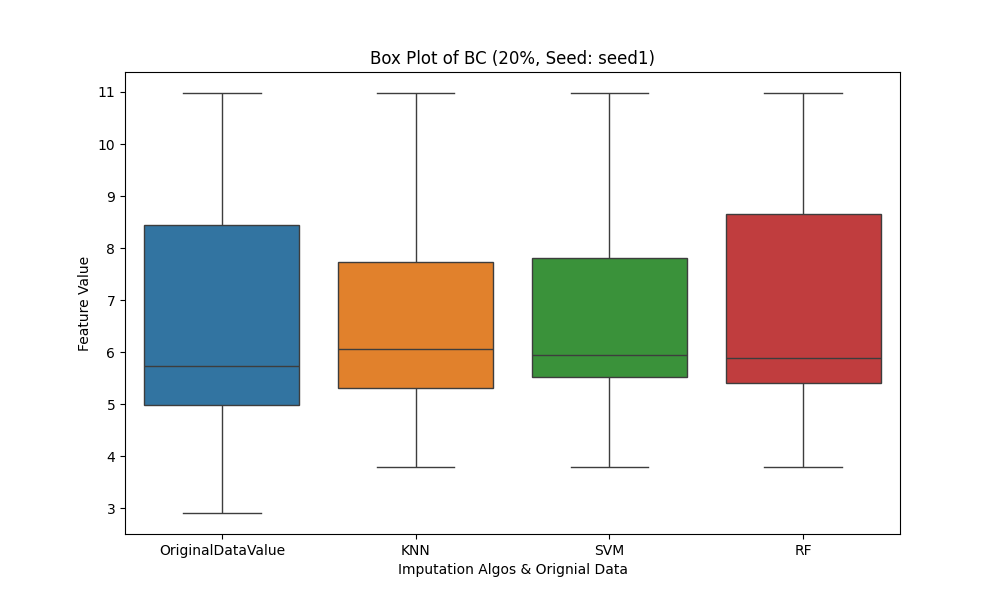 Box Plot of BC (20%, Seed: seed1)
11
10
9
8
7
6
5
4
3
Feature Value
OriginalDataValue KNN SVM RF
Imputation Algos & Orignial Data